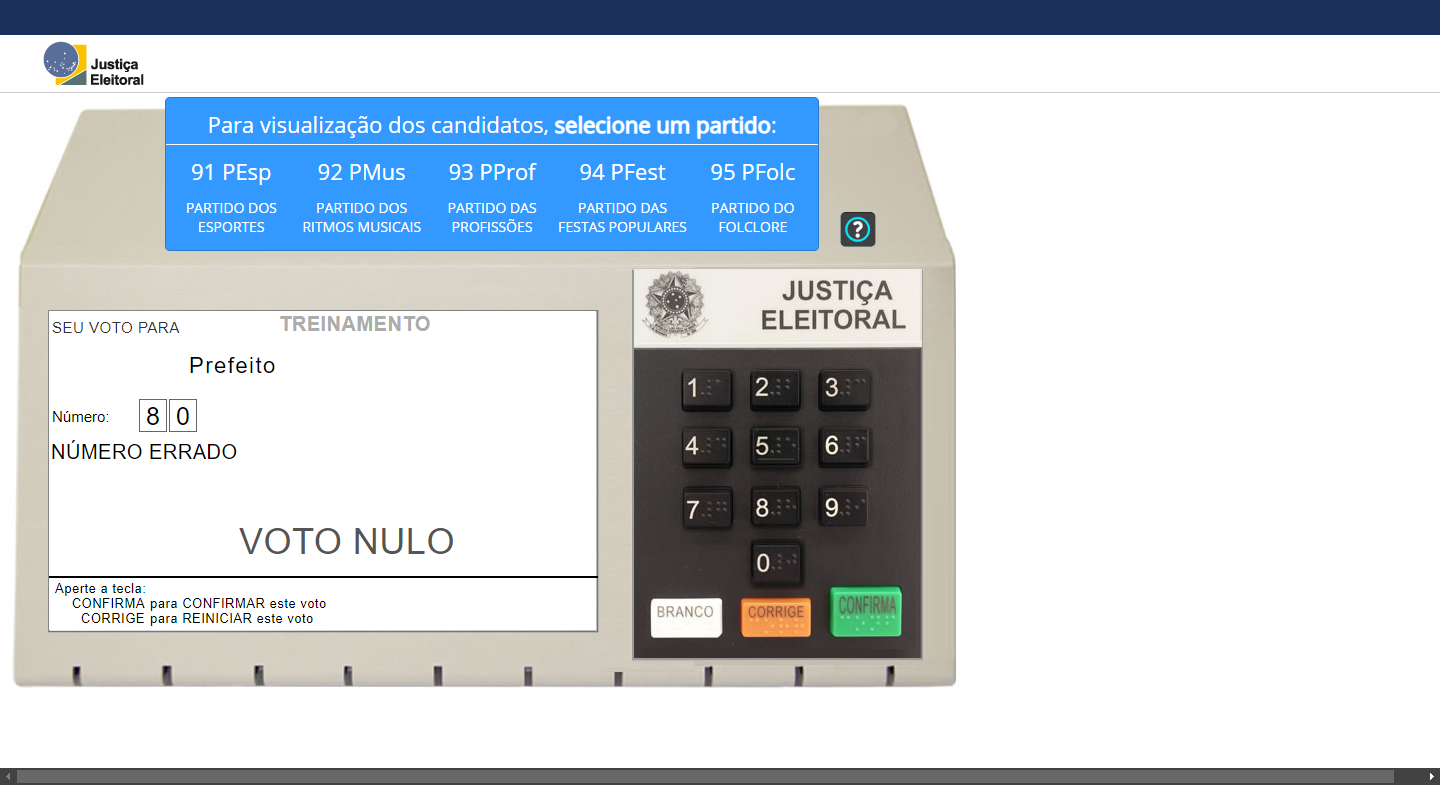 Justiça
Eleitoral
Para visualização dos candidatos, selecione um partido:
91 PEsp
PARTIDO DOS
ESPORTES
92 PMus
PARTIDO DOS
RITMOS MUSICAIS
93 PProf
PARTIDO DAS
PROFISSÕES
94 PFest
PARTIDO DAS
FESTAS POPULARES
95 PFolc
PARTIDO DO
FOLCLORE
?
SEU VOTO PARA
TREINAMENTO
Prefeito
Número: 8 0
NÚMERO ERRADO
VOTO NULO
Aperte a tecla:
CONFIRMA para CONFIRMAR este voto
CORRIGE para REINICIAR este voto
JUSTIÇA
ELEITORAL
1 2 3
4 5 6
7 8 9
0
BRANCO CORRIGE CONFIRMA